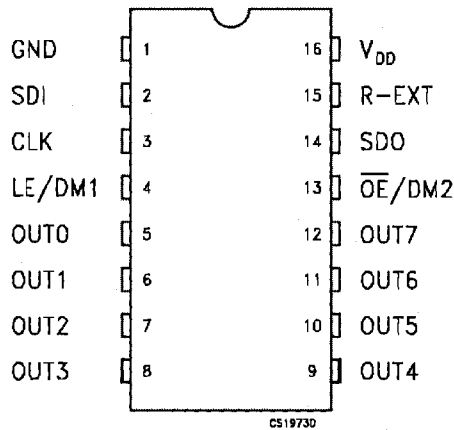 GND 1 16 V_DD
SDI 2 15 R-EXT
CLK 3 14 SDO
LE/DM1 4 13 O̅E̅/DM2
OUT0 5 12 OUT7
OUT1 6 11 OUT6
OUT2 7 10 OUT5
OUT3 8 9 OUT4
CS19730